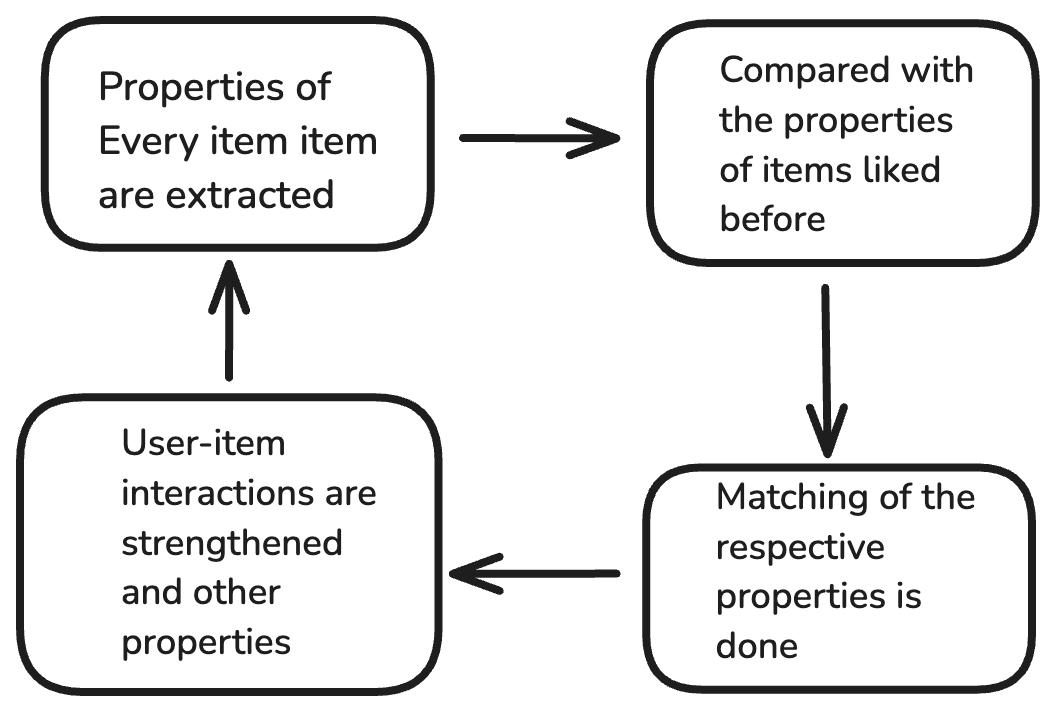 Properties of
Every item item
are extracted
Compared with
the properties
of items liked
before
Matching of the
respective
properties is
done
User-item
interactions are
strengthened
and other
properties